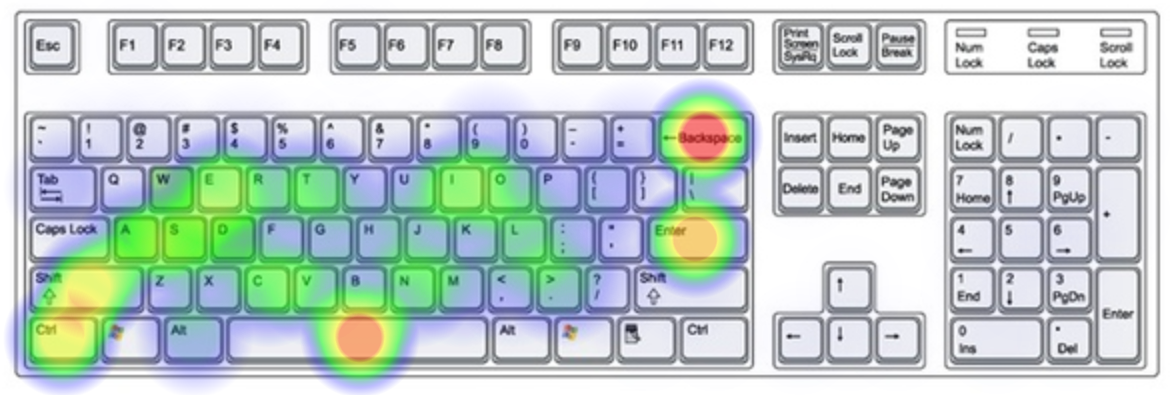 Esc F1 F2 F3 F4 F5 F6 F7 F8 F9 F10 F11 F12 Print Screen SysRq Scroll Lock Pause Break Num Lock Caps Lock Scroll Lock
~ ` ! 1 @ 2 # 3 $ 4 % 5 ^ 6 & 7 * 8 ( 9 ) 0 – - + = ←Backspace Insert Home Page Up Num Lock / * -
Tab Q W E R T Y U I O P { [ } ] | \ Delete End Page Down 7 Home 8 ↑ 9 PgUp +
Caps Lock A S D F G H J K L : ; " ' Enter 4 ← 5 6 →
Shift Z X C V B N M < , > . ? / Shift ↑ 1 End 2 ↓ 3 PgDn Enter
Ctrl Alt Alt Ctrl ← ↓ → 0 Ins • Del